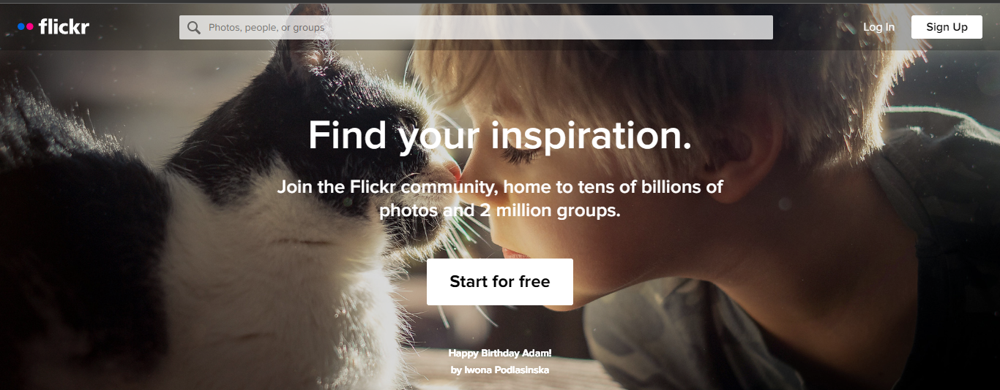 flickr
Photos, people, or groups
Log In
Sign Up
Find your inspiration.
Join the Flickr community, home to tens of billions of
photos and 2 million groups.
Start for free
Happy Birthday Adam!
by Iwona Podlasinska